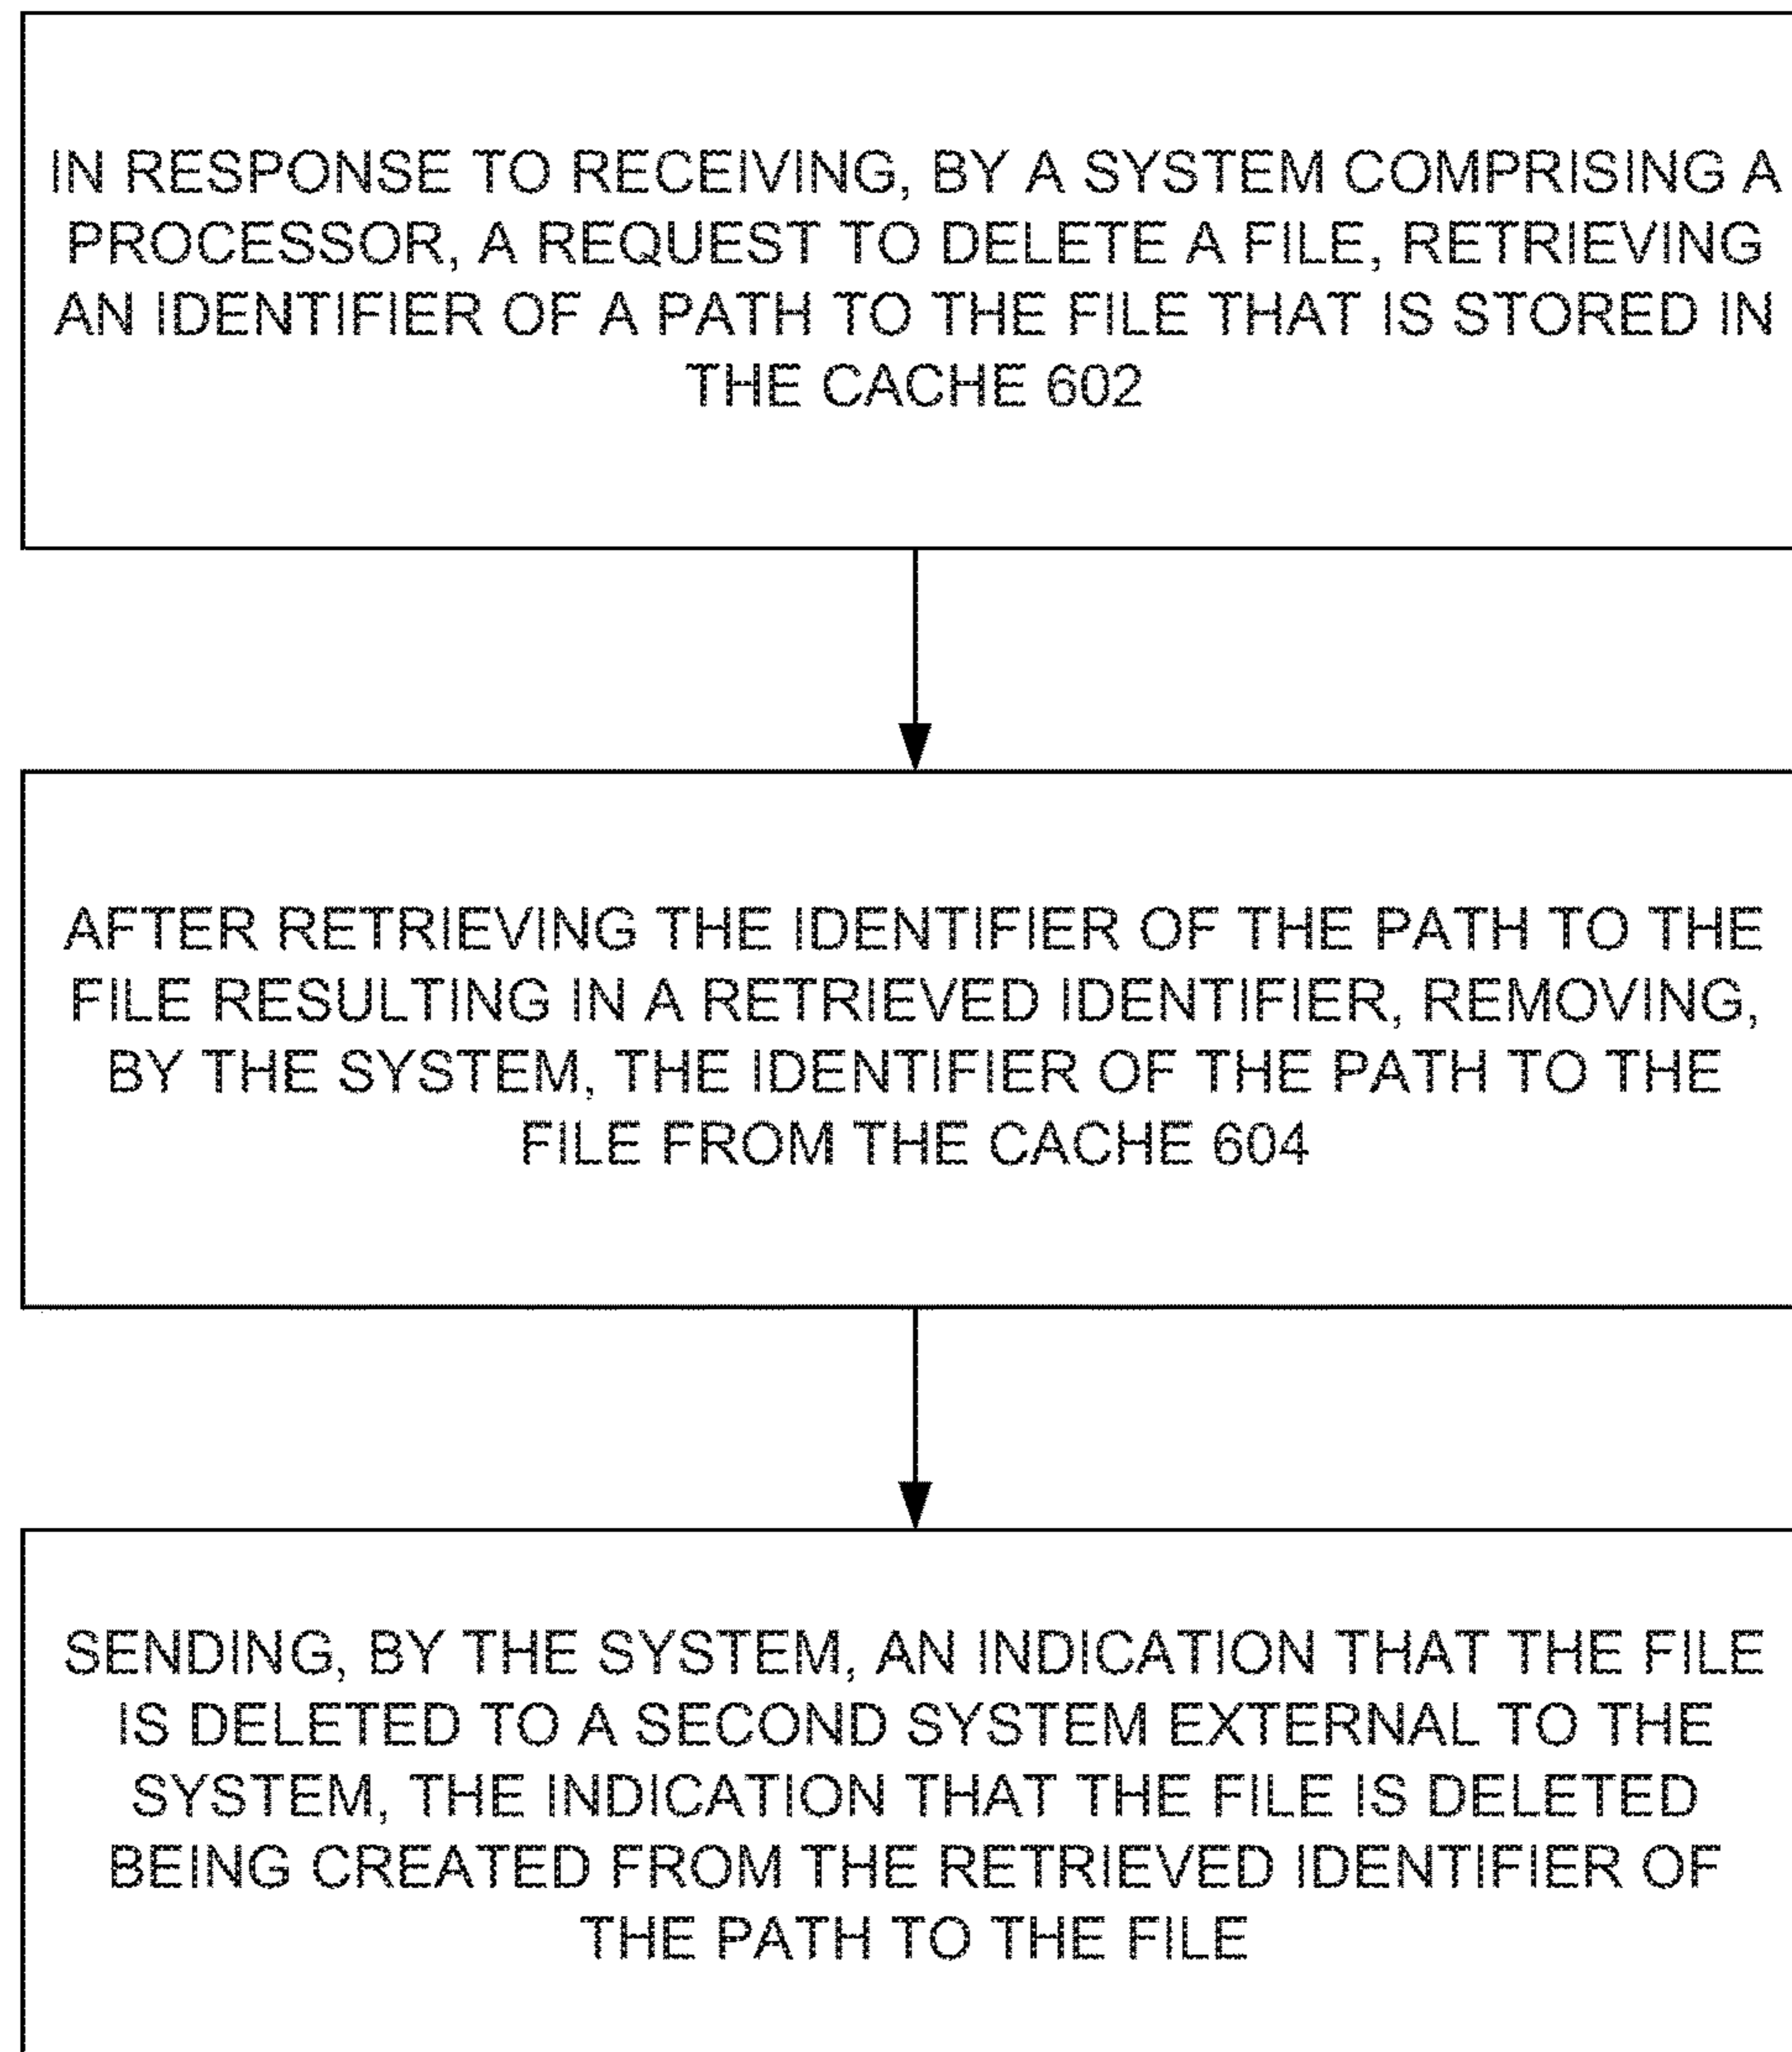 IN RESPONSE TO RECEIVING, BY A SYSTEM COMPRISING A
PROCESSOR, A REQUEST TO DELETE A FILE, RETRIEVING
AN IDENTIFIER OF A PATH TO THE FILE THAT IS STORED IN
THE CACHE 602
AFTER RETRIEVING THE IDENTIFIER OF THE PATH TO THE
FILE RESULTING IN A RETRIEVED IDENTIFIER, REMOVING,
BY THE SYSTEM, THE IDENTIFIER OF THE PATH TO THE
FILE FROM THE CACHE 604
SENDING, BY THE SYSTEM, AN INDICATION THAT THE FILE
IS DELETED TO A SECOND SYSTEM EXTERNAL TO THE
SYSTEM, THE INDICATION THAT THE FILE IS DELETED
BEING CREATED FROM THE RETRIEVED IDENTIFIER OF
THE PATH TO THE FILE